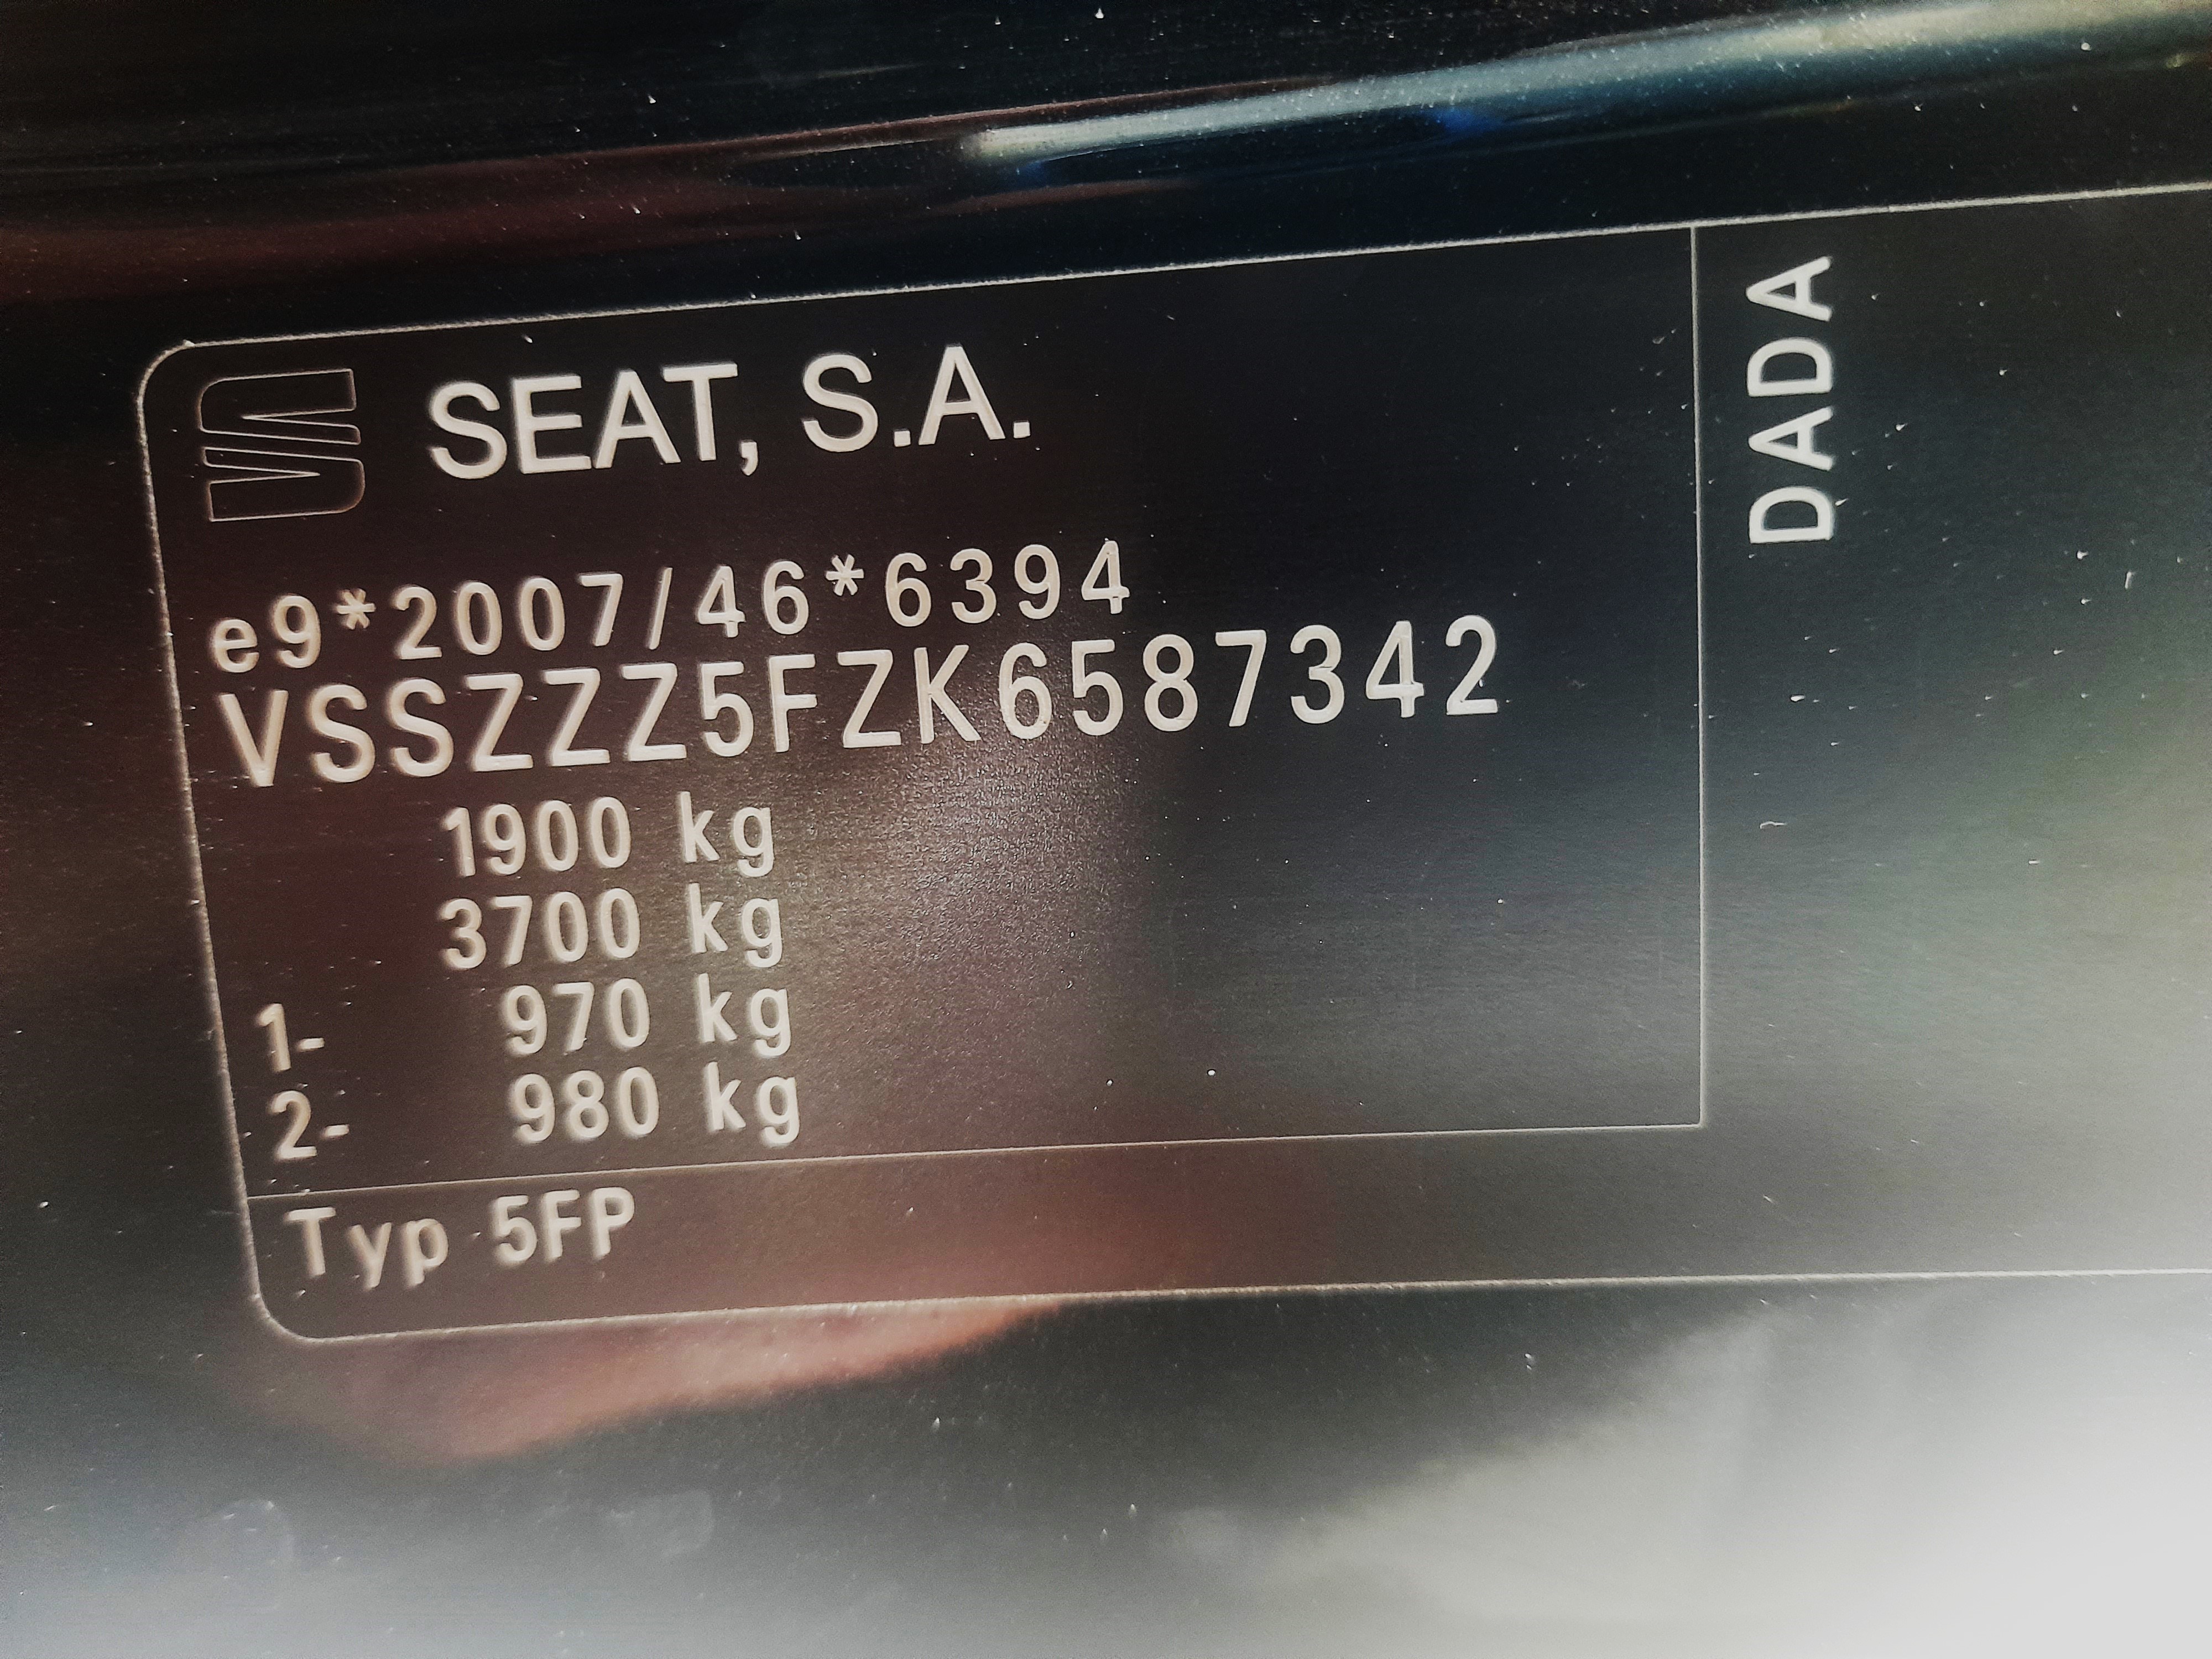 SEAT, S.A.
e9*2007/46*6394
VSSZZZ5FZK6587342
1900 kg
3700 kg
1- 970 kg
2- 980 kg
Typ 5FP
DADA